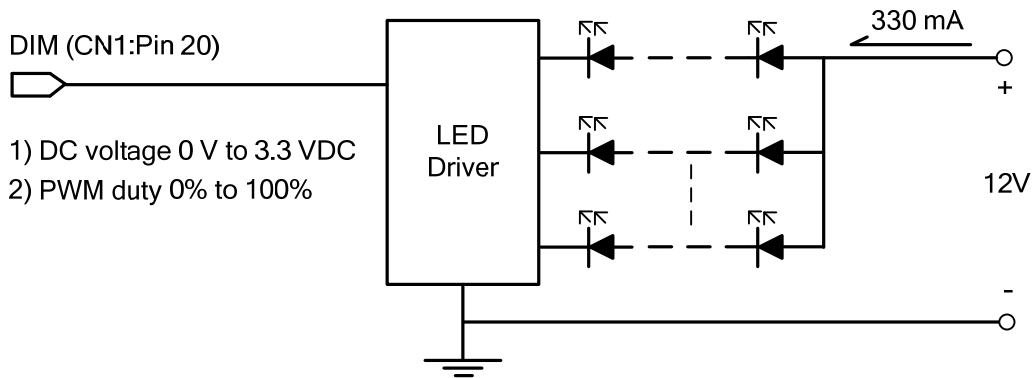 330 mA
DIM (CN1:Pin 20)
+
1) DC voltage 0 V to 3.3 VDC
2) PWM duty 0% to 100%
LED
Driver
12V
-